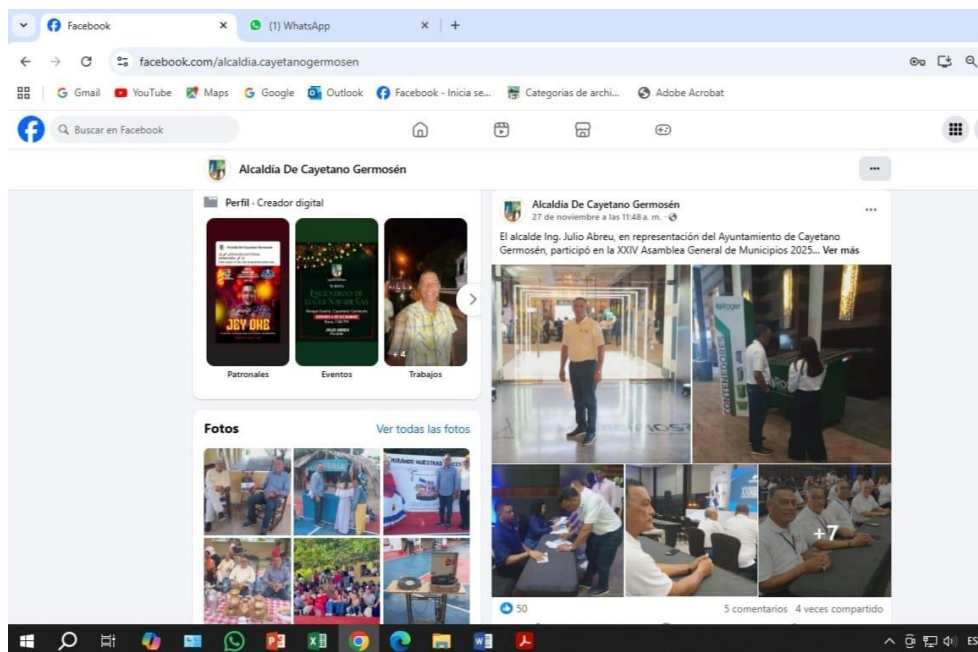 Facebook
(1) WhatsApp
facebook.com/alcaldia.cayetanogermosen
Gmail
YouTube
Maps
Google
Outlook
Facebook - Inicia se...
Categorias de archi...
Adobe Acrobat
Buscar en Facebook
Alcaldía De Cayetano Germosén
Perfil · Creador digital
JEY ONE
ENCENDIDO DE
LUCES NAVIDEÑAS
+4
Patronales
Eventos
Trabajos
Fotos
Ver todas las fotos
Alcaldía De Cayetano Germosén
27 de noviembre a las 11:48 a. m. ·
El alcalde Ing. Julio Abreu, en representación del Ayuntamiento de Cayetano
Germosén, participó en la XXIV Asamblea General de Municipios 2025... Ver más
CONTENEDORES
+7
50
5 comentarios
4 veces compartido
ES